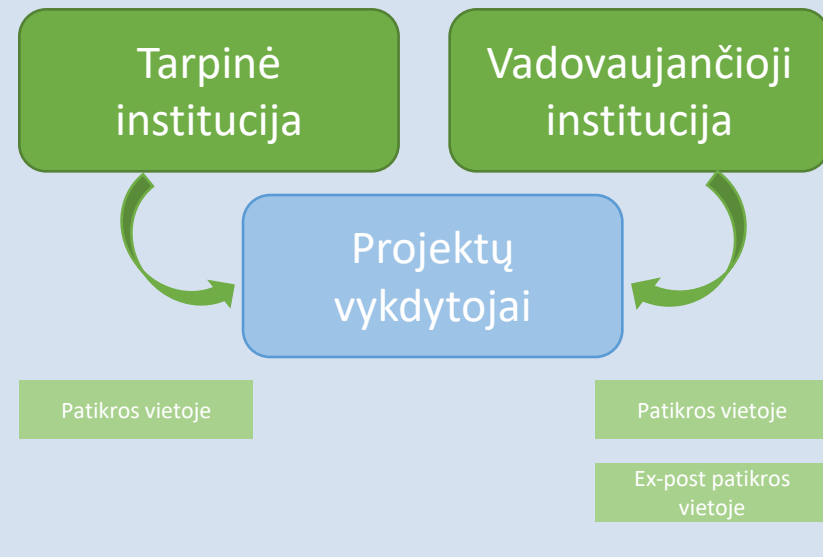 Tarpinė
institucija
Vadovaujančioji
institucija
Projektų
vykdytojai
Patikros vietoje
Patikros vietoje
Ex-post patikros
vietoje